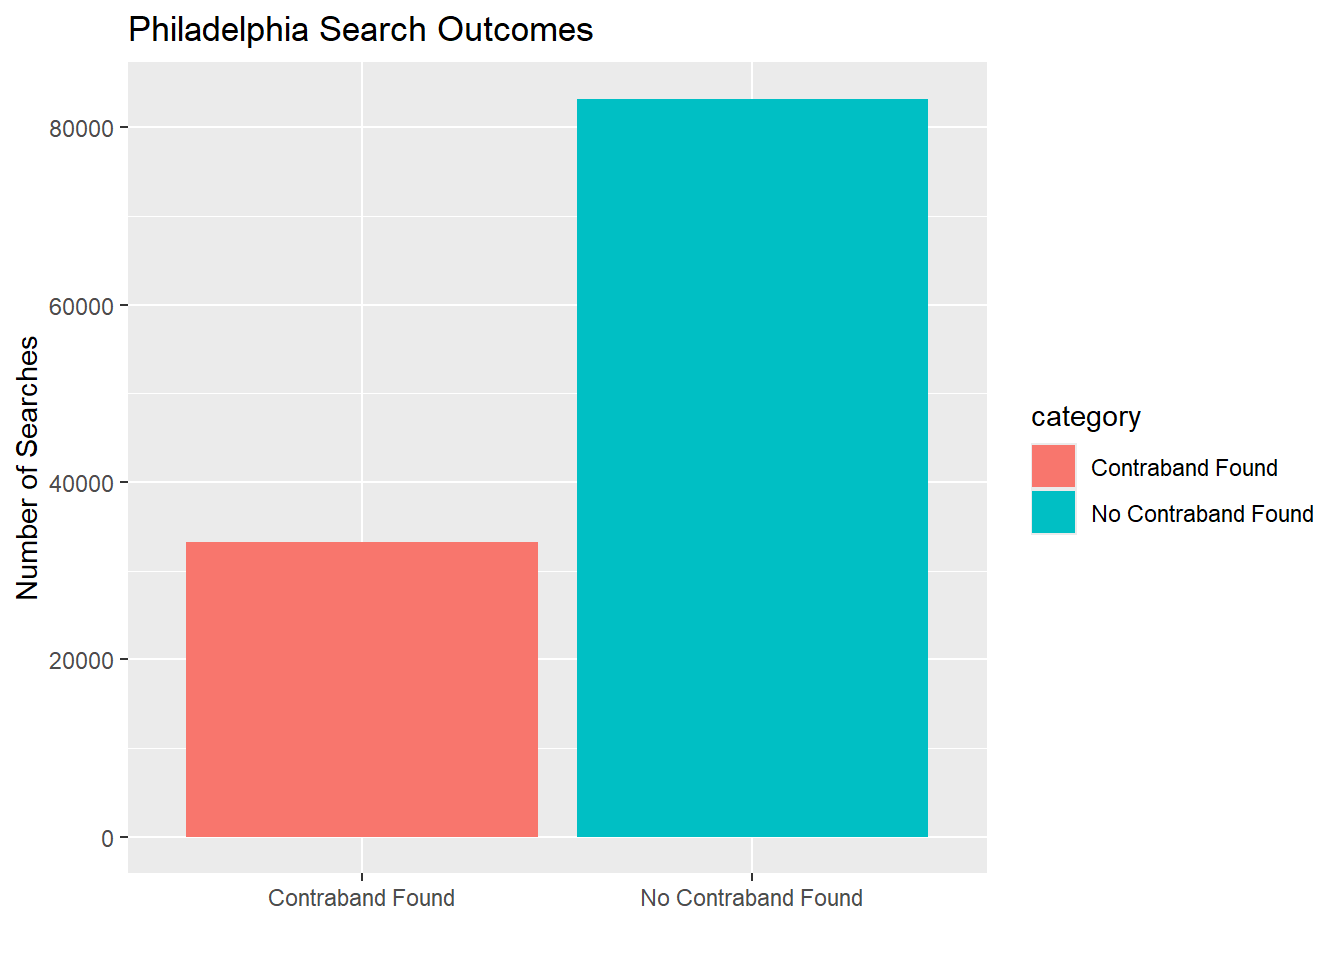 Philadelphia Search Outcomes
Number of Searches
80000
60000
40000
20000
0
Contraband Found
No Contraband Found
category
Contraband Found
No Contraband Found